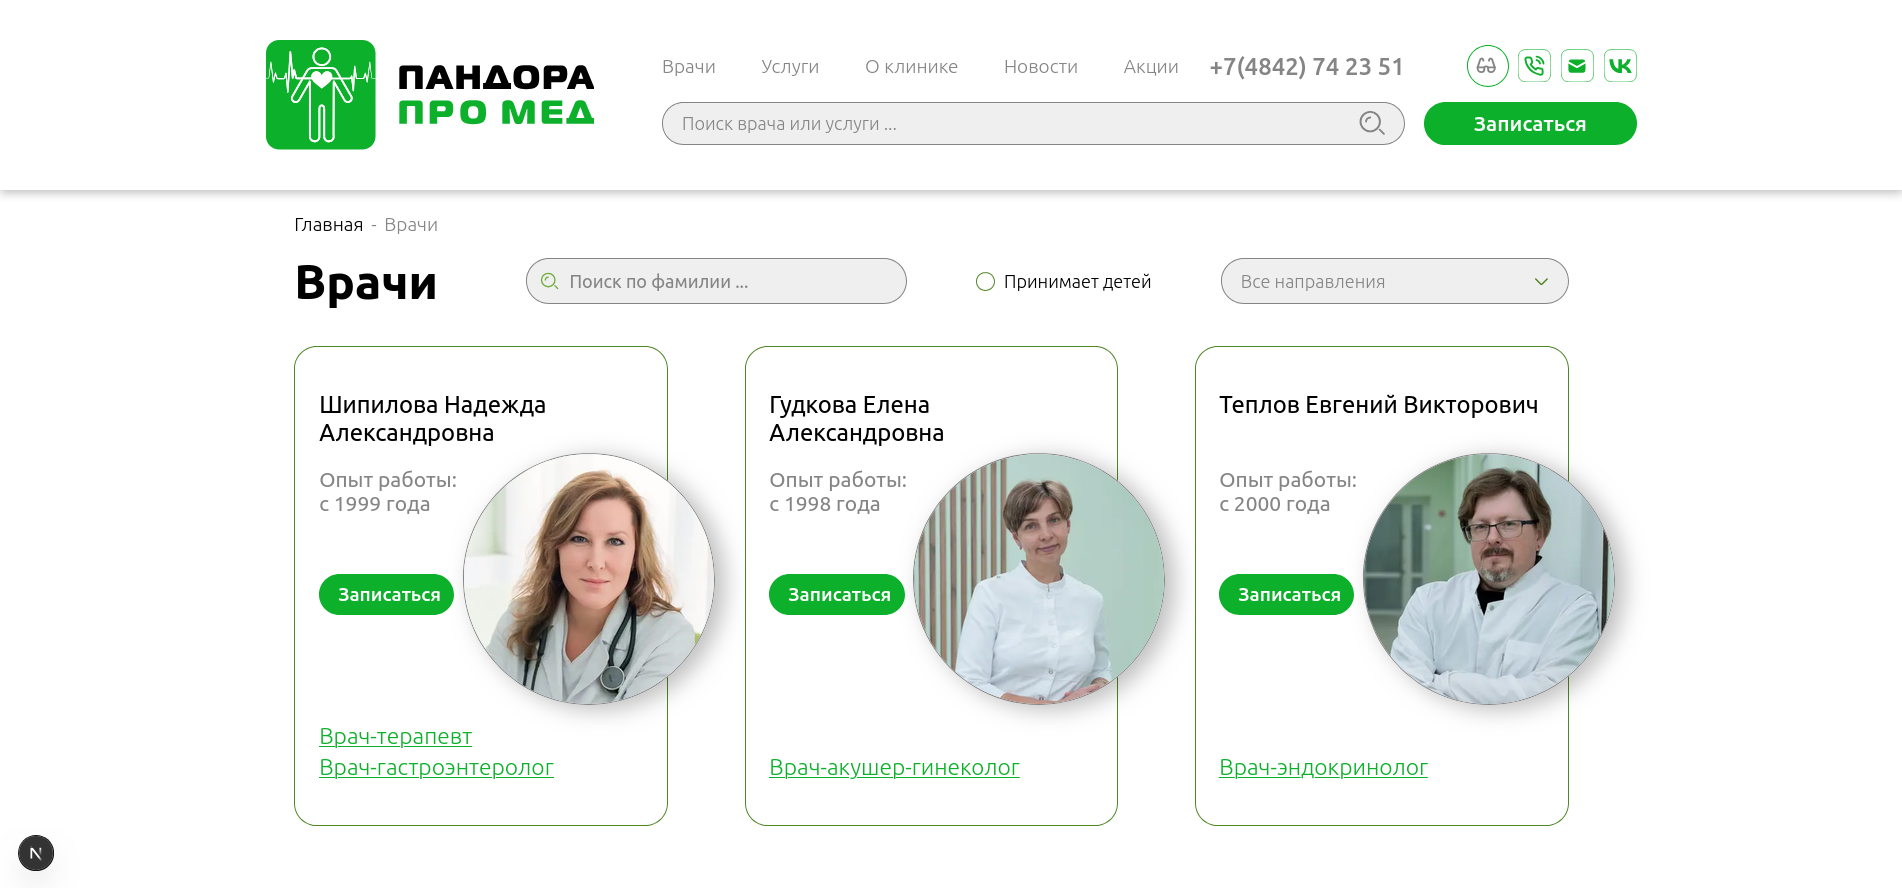 ПАНДОРА
ПРО МЕД
Врачи
Услуги
О клинике
Новости
Акции
+7(4842) 74 23 51
Поиск врача или услуги ...
Записаться
Главная - Врачи
Врачи
Поиск по фамилии ...
Принимает детей
Все направления
Шипилова Надежда
Александровна
Опыт работы:
с 1999 года
Записаться
Врач-терапевт
Врач-гастроэнтеролог
Гудкова Елена
Александровна
Опыт работы:
с 1998 года
Записаться
Врач-акушер-гинеколог
Теплов Евгений Викторович
Опыт работы:
с 2000 года
Записаться
Врач-эндокринолог
N